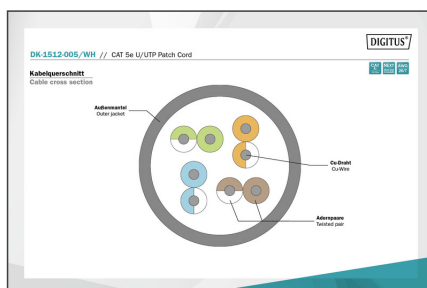 DIGITUS®
DK-1512-005/WH // CAT 5e U/UTP Patch Cord
Kabelquerschnitt
Cable cross section
Außenmantel
Outer jacket
Cu-Draht
Cu-Wire
Adernpaare
Twisted pair